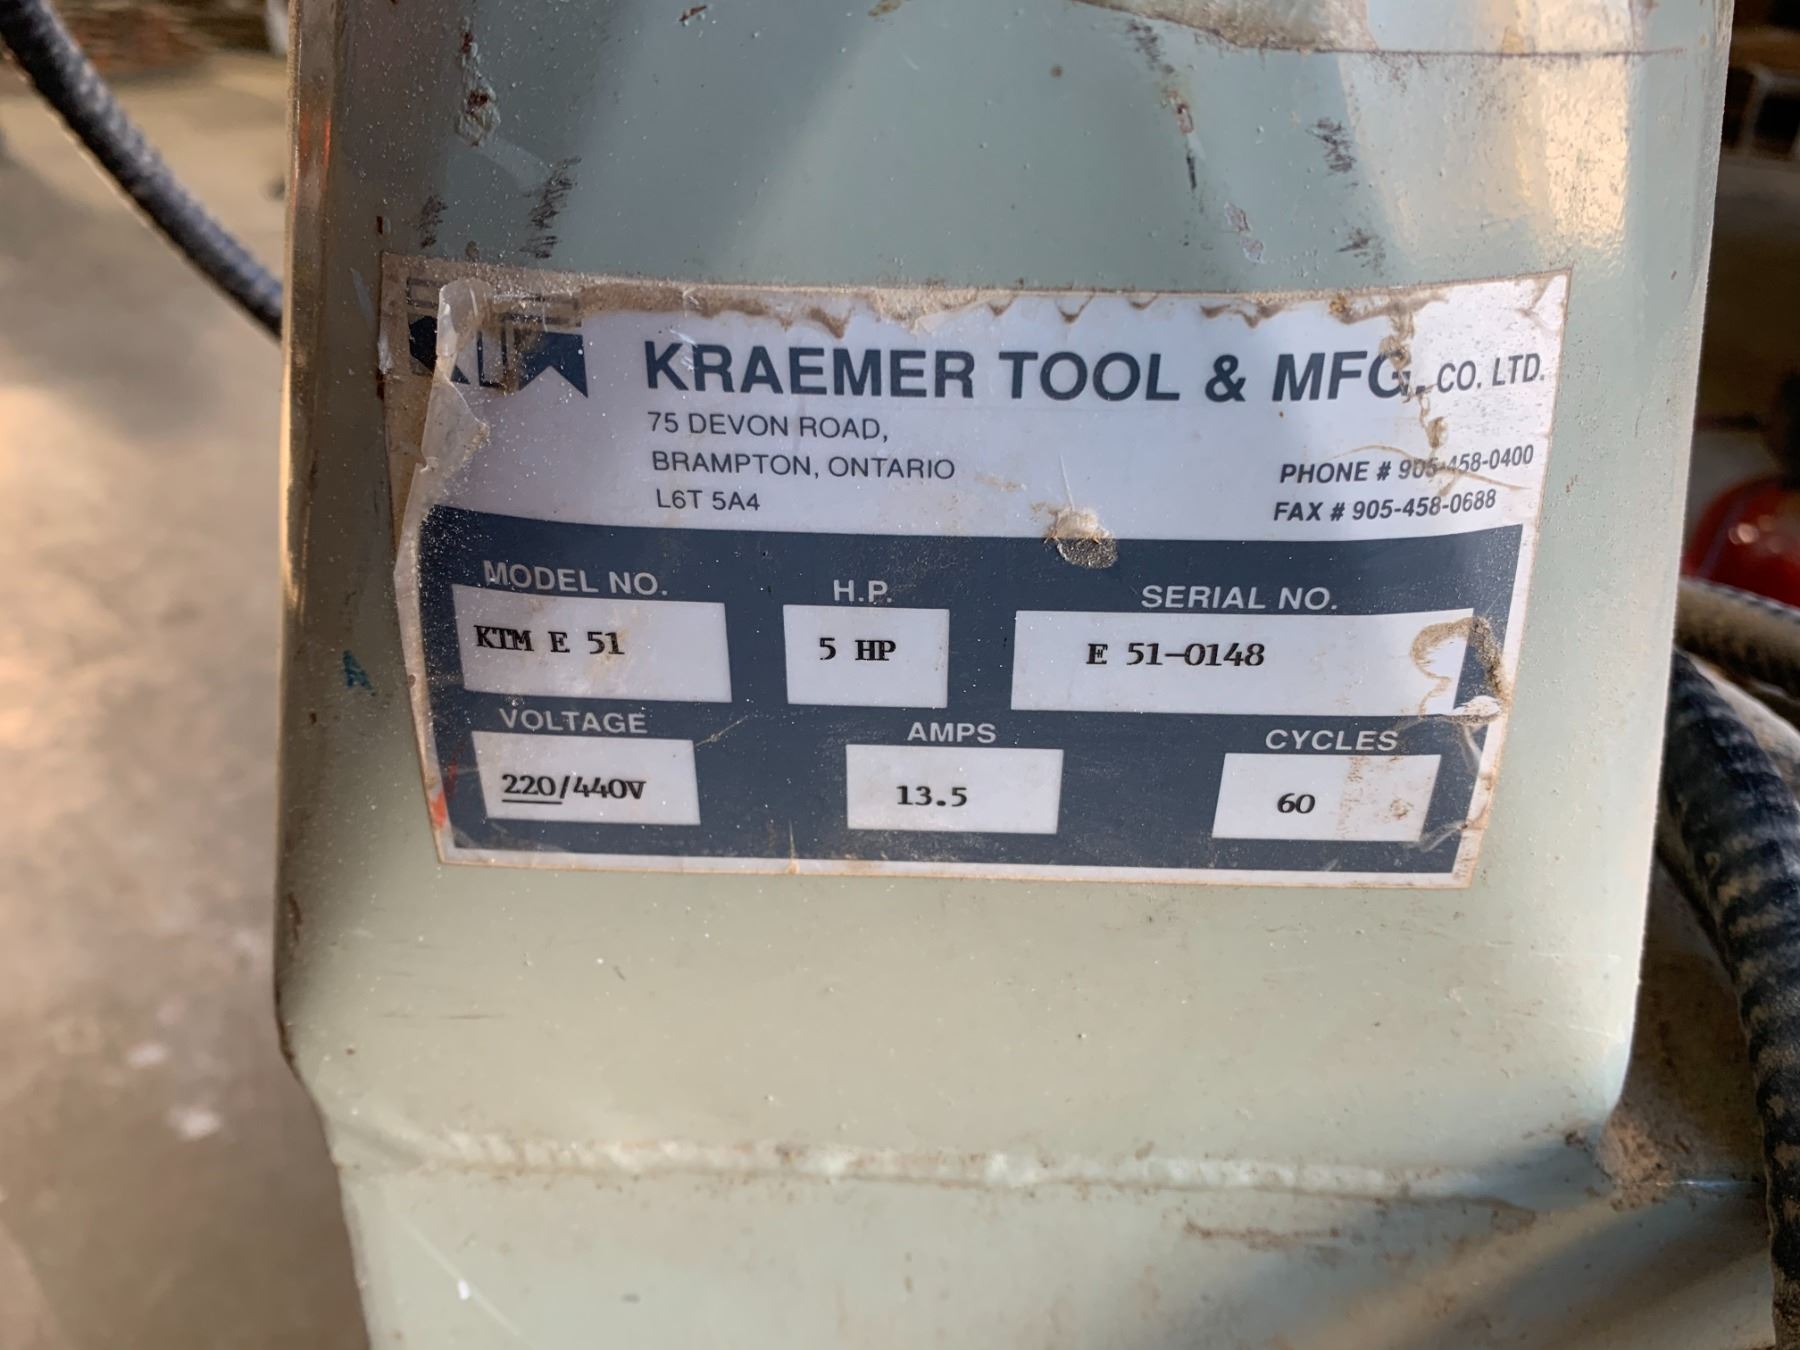 KRAEMER TOOL & MFG. CO. LTD.
75 DEVON ROAD,
BRAMPTON, ONTARIO
L6T 5A4
PHONE # 905-458-0400
FAX # 905-458-0688
MODEL NO. H.P. SERIAL NO.
KTM E 51 5 HP E 51-0148
VOLTAGE AMPS CYCLES
220/440V 13.5 60